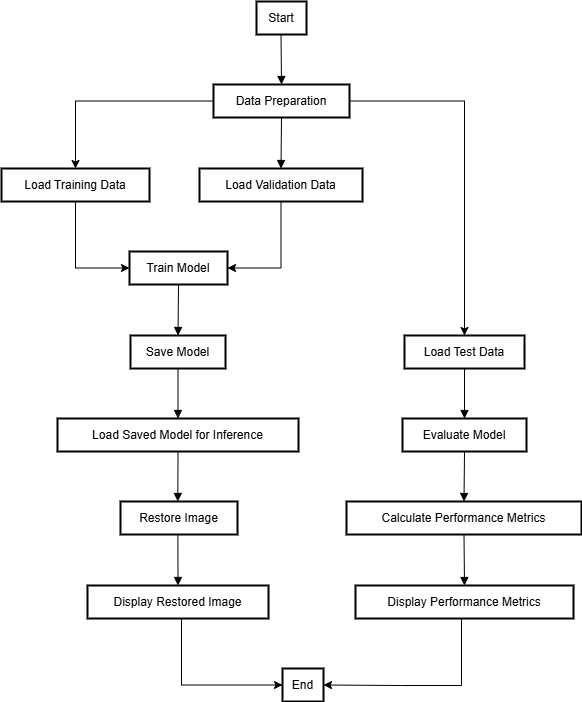 Start
Data Preparation
Load Training Data
Load Validation Data
Train Model
Save Model
Load Test Data
Load Saved Model for Inference
Evaluate Model
Restore Image
Calculate Performance Metrics
Display Restored Image
Display Performance Metrics
End